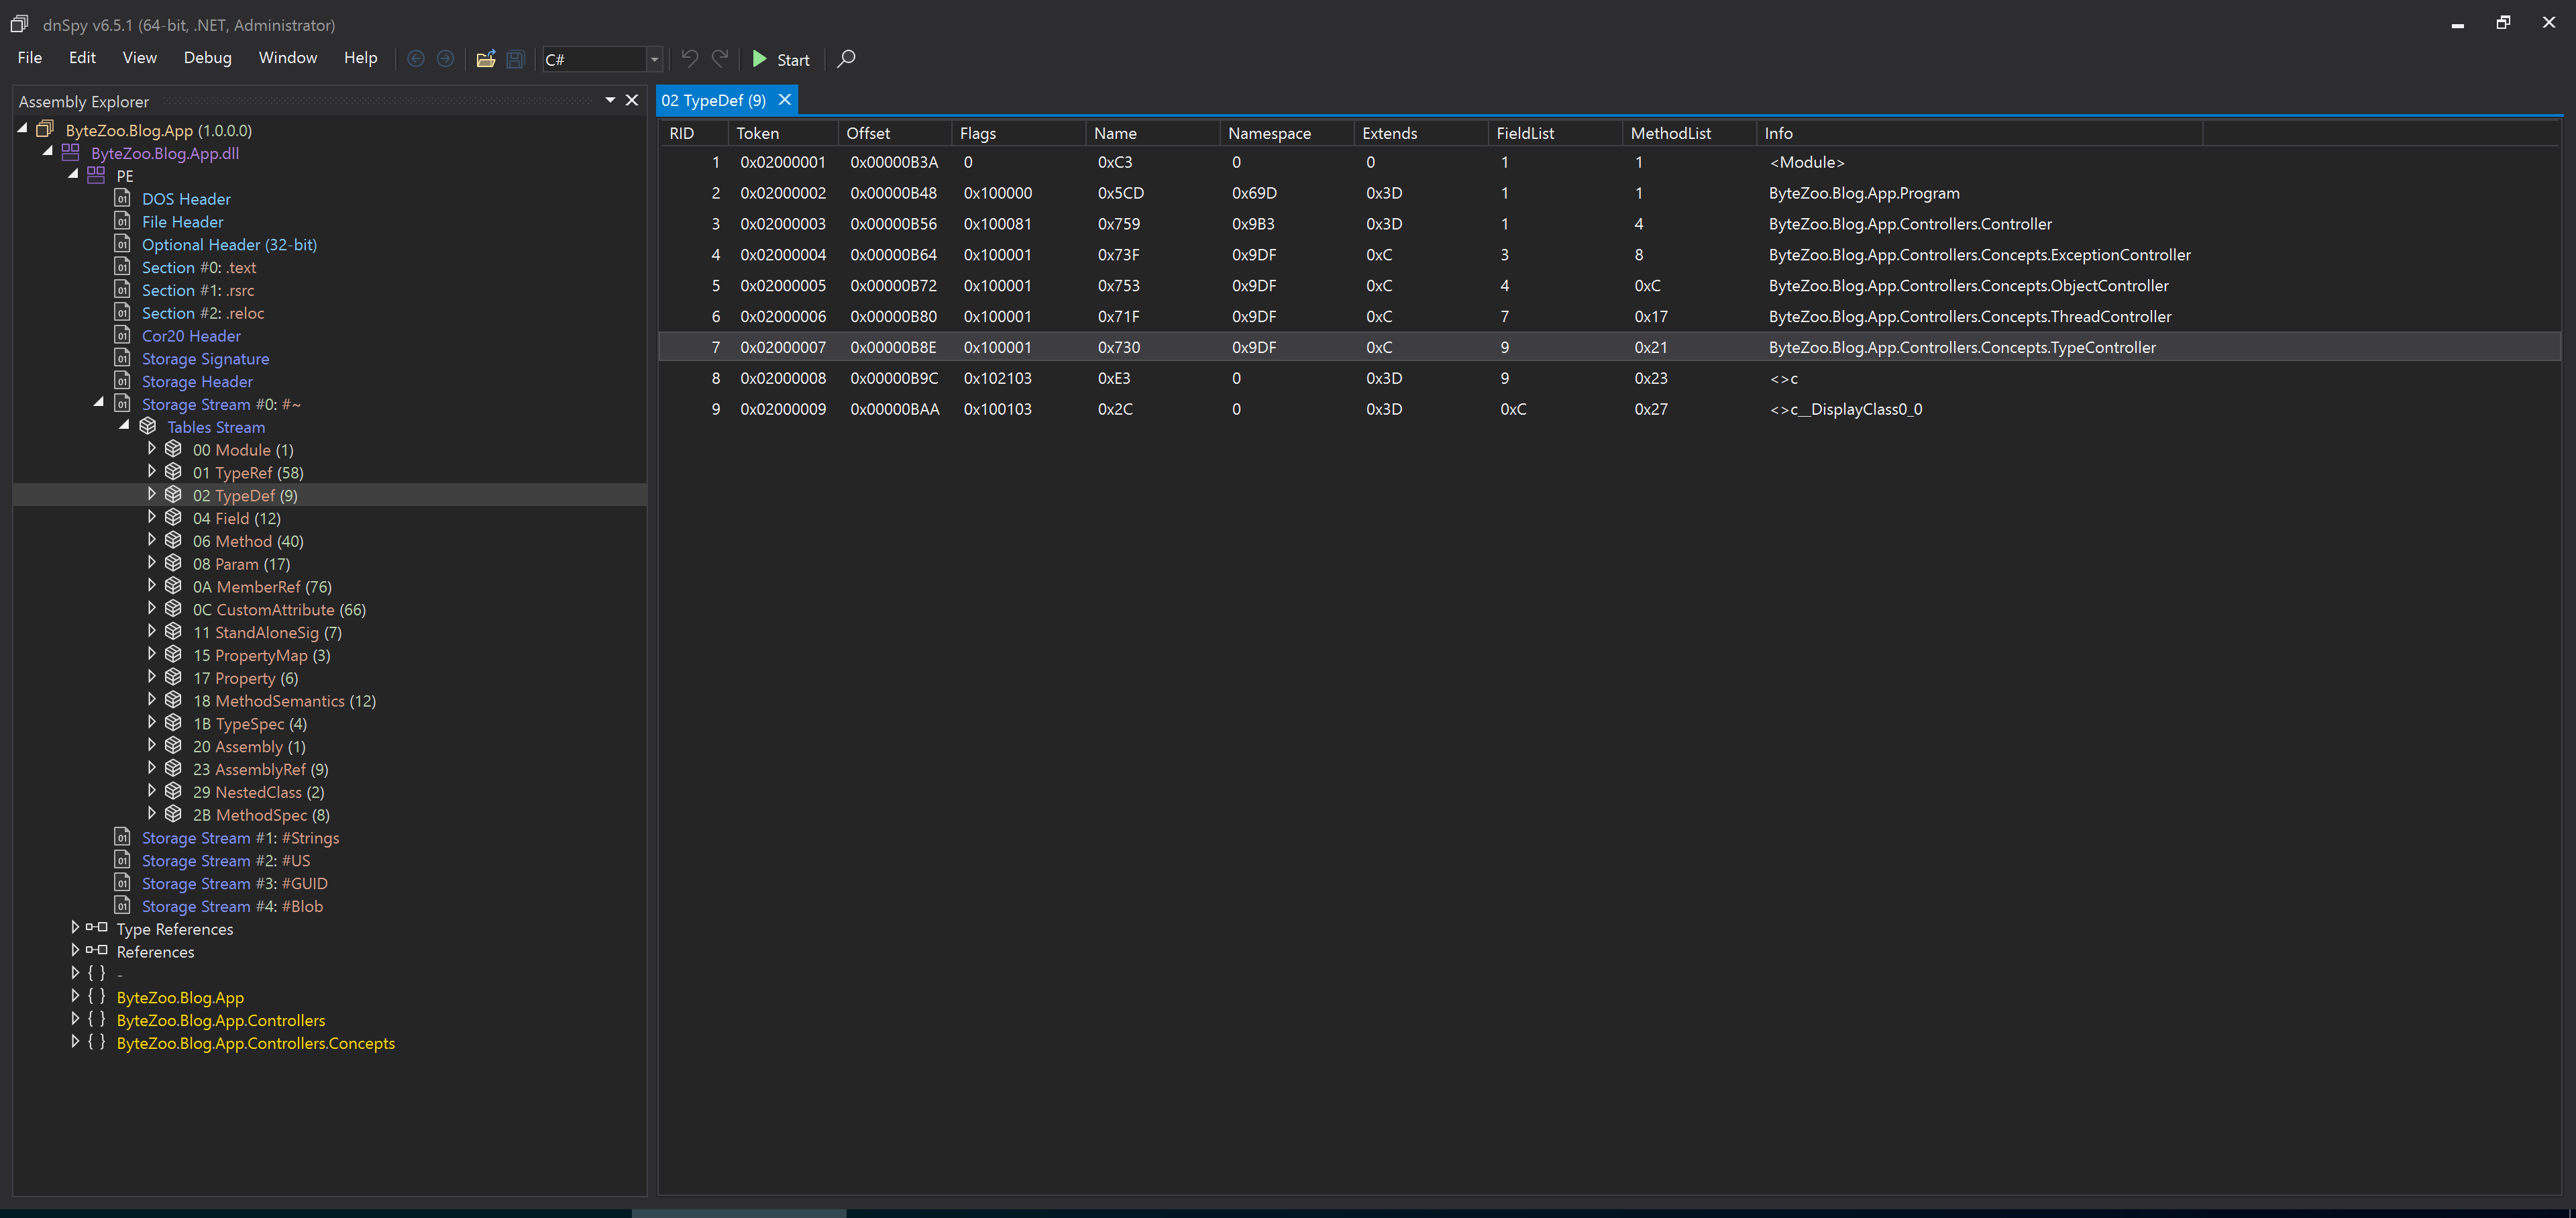 dnSpy v6.5.1 (64-bit, .NET, Administrator)
File Edit View Debug Window Help C# Start
Assembly Explorer
ByteZoo.Blog.App (1.0.0.0)
ByteZoo.Blog.App.dll
PE
DOS Header
File Header
Optional Header (32-bit)
Section #0: .text
Section #1: .rsrc
Section #2: .reloc
Cor20 Header
Storage Signature
Storage Header
Storage Stream #0: #~
Tables Stream
00 Module (1)
01 TypeRef (58)
02 TypeDef (9)
04 Field (12)
06 Method (40)
08 Param (17)
0A MemberRef (76)
0C CustomAttribute (66)
11 StandAloneSig (7)
15 PropertyMap (3)
17 Property (6)
18 MethodSemantics (12)
1B TypeSpec (4)
20 Assembly (1)
23 AssemblyRef (9)
29 NestedClass (2)
2B MethodSpec (8)
Storage Stream #1: #Strings
Storage Stream #2: #US
Storage Stream #3: #GUID
Storage Stream #4: #Blob
Type References
References
{ } -
{ } ByteZoo.Blog.App
{ } ByteZoo.Blog.App.Controllers
{ } ByteZoo.Blog.App.Controllers.Concepts
02 TypeDef (9)
RID Token Offset Flags Name Namespace Extends FieldList MethodList Info
1 0x02000001 0x00000B3A 0 0xC3 0 0 1 1 <Module>
2 0x02000002 0x00000B48 0x100000 0x5CD 0x69D 0x3D 1 1 ByteZoo.Blog.App.Program
3 0x02000003 0x00000B56 0x100081 0x759 0x9B3 0x3D 1 4 ByteZoo.Blog.App.Controllers.Controller
4 0x02000004 0x00000B64 0x100001 0x73F 0x9DF 0xC 3 8 ByteZoo.Blog.App.Controllers.Concepts.ExceptionController
5 0x02000005 0x00000B72 0x100001 0x753 0x9DF 0xC 4 0xC ByteZoo.Blog.App.Controllers.Concepts.ObjectController
6 0x02000006 0x00000B80 0x100001 0x71F 0x9DF 0xC 7 0x17 ByteZoo.Blog.App.Controllers.Concepts.ThreadController
7 0x02000007 0x00000B8E 0x100001 0x730 0x9DF 0xC 9 0x21 ByteZoo.Blog.App.Controllers.Concepts.TypeController
8 0x02000008 0x00000B9C 0x102103 0xE3 0 0x3D 9 0x23 <>c
9 0x02000009 0x00000BAA 0x100103 0x2C 0 0x3D 0xC 0x27 <>c__DisplayClass0_0